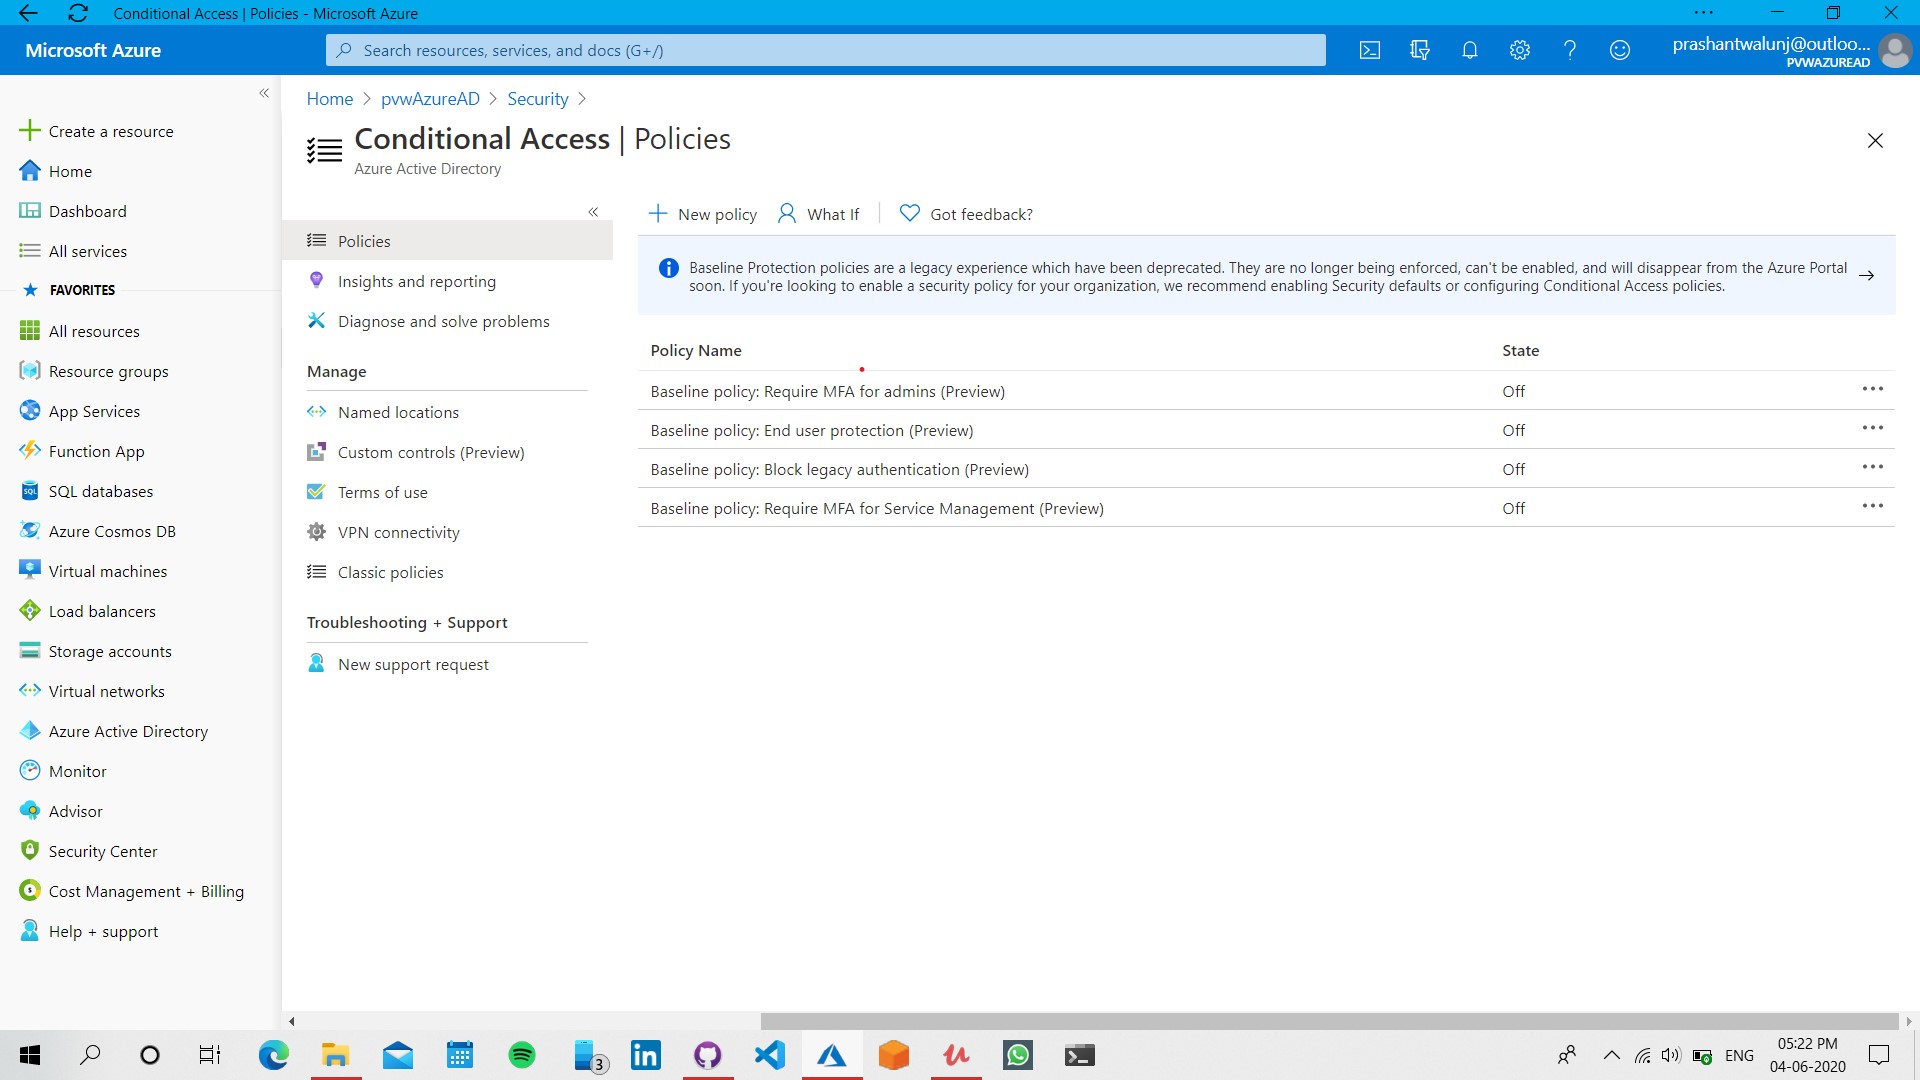 Conditional Access | Policies - Microsoft Azure
Microsoft Azure
Search resources, services, and docs (G+/)
prashantwalunj@outloo...
PVWAZUREAD
Create a resource
Home
Dashboard
All services
FAVORITES
All resources
Resource groups
App Services
Function App
SQL databases
Azure Cosmos DB
Virtual machines
Load balancers
Storage accounts
Virtual networks
Azure Active Directory
Monitor
Advisor
Security Center
Cost Management + Billing
Help + support
Home > pvwAzureAD > Security >
Conditional Access | Policies
Azure Active Directory
Policies
Insights and reporting
Diagnose and solve problems
Manage
Named locations
Custom controls (Preview)
Terms of use
VPN connectivity
Classic policies
Troubleshooting + Support
New support request
New policy What If Got feedback?
Baseline Protection policies are a legacy experience which have been deprecated. They are no longer being enforced, can't be enabled, and will disappear from the Azure Portal
soon. If you're looking to enable a security policy for your organization, we recommend enabling Security defaults or configuring Conditional Access policies.
Policy Name State
Baseline policy: Require MFA for admins (Preview) Off
Baseline policy: End user protection (Preview) Off
Baseline policy: Block legacy authentication (Preview) Off
Baseline policy: Require MFA for Service Management (Preview) Off
3
ENG
05:22 PM
04-06-2020